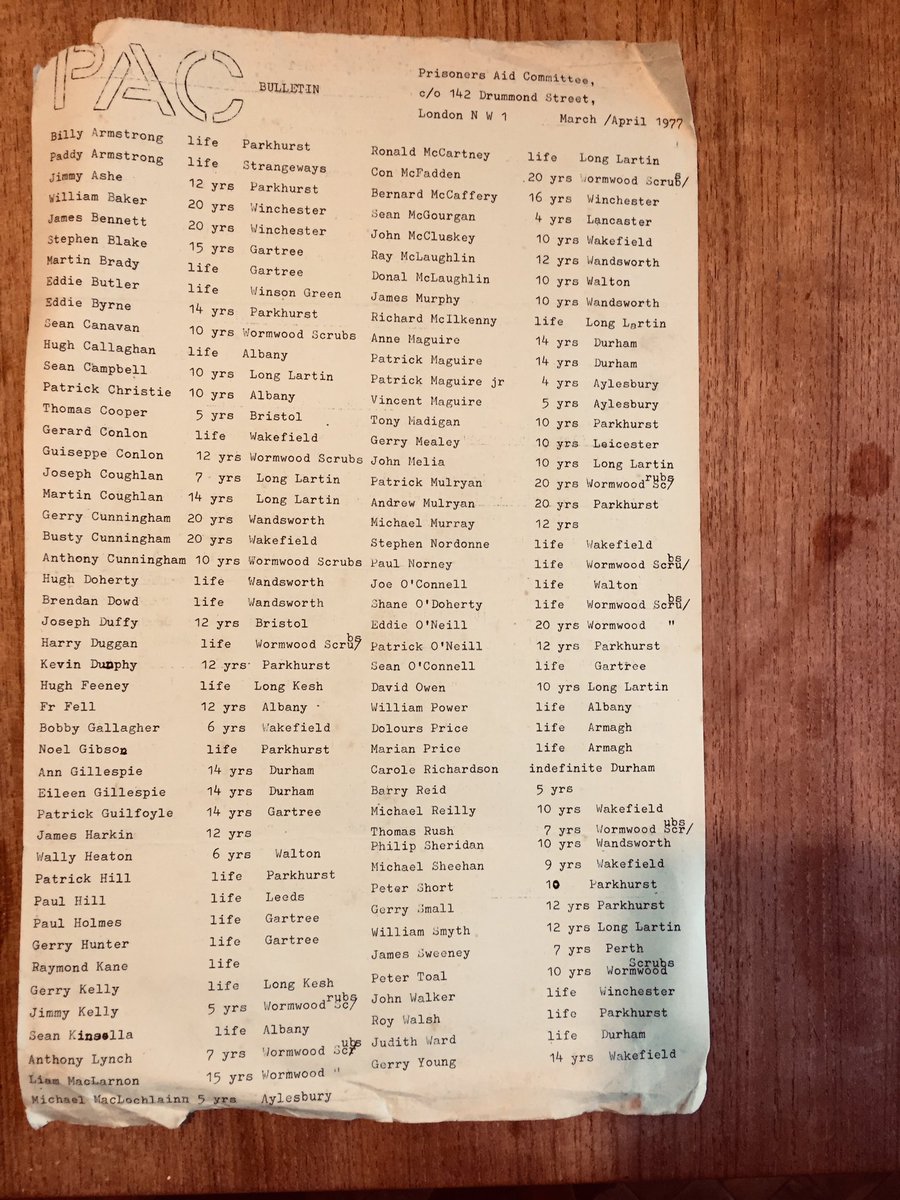 PAC BULLETIN
Prisoners Aid Committee,
c/o 142 Drummond Street,
London N W 1 March /April 1977
Billy Armstrong life Parkhurst
Paddy Armstrong life Strangeways
Jimmy Ashe 12 yrs Parkhurst
William Baker 20 yrs Winchester
James Bennett 20 yrs Winchester
Stephen Blake 15 yrs Gartree
Martin Brady life Gartree
Eddie Butler life Winson Green
Eddie Byrne 14 yrs Parkhurst
Sean Canavan 10 yrs Wormwood Scrubs
Hugh Callaghan life Albany
Sean Campbell 10 yrs Long Lartin
Patrick Christie 10 yrs Albany
Thomas Cooper 5 yrs Bristol
Gerard Conlon life Wakefield
Guiseppe Conlon 12 yrs Wormwood Scrubs
Joseph Coughlan 7 yrs Long Lartin
Martin Coughlan 14 yrs Long Lartin
Gerry Cunningham 20 yrs Wandsworth
Busty Cunningham 20 yrs Wakefield
Anthony Cunningham 10 yrs Wormwood Scrubs
Hugh Doherty life Wandsworth
Brendan Dowd life Wandsworth
Joseph Duffy 12 yrs Bristol
Harry Duggan life Wormwood Scru/bs
Kevin Dunphy 12 yrs Parkhurst
Hugh Feeney life Long Kesh
Fr Fell 12 yrs Albany
Bobby Gallagher 6 yrs Wakefield
Noel Gibson life Parkhurst
Ann Gillespie 14 yrs Durham
Eileen Gillespie 14 yrs Durham
Patrick Guilfoyle 14 yrs Gartree
James Harkin 12 yrs
Wally Heaton 6 yrs Walton
Patrick Hill life Parkhurst
Paul Hill life Leeds
Paul Holmes life Gartree
Gerry Hunter life Gartree
Raymond Kane life
Gerry Kelly life Long Kesh
Jimmy Kelly 5 yrs Wormwood Sc/rubs
Sean Kinsella life Albany
Anthony Lynch 7 yrs Wormwood Scr/ubs
Liam MacLarnon 15 yrs Wormwood "
Michael MacLochlainn 5 yrs Aylesbury
Ronald McCartney life Long Lartin
Con McFadden 20 yrs Wormwood Scrub/s
Bernard McCaffery 16 yrs Winchester
Sean McGourgan 4 yrs Lancaster
John McCluskey 10 yrs Wakefield
Ray McLaughlin 12 yrs Wandsworth
Donal McLaughlin 10 yrs Walton
James Murphy 10 yrs Wandsworth
Richard McIlkenny life Long Lartin
Anne Maguire 14 yrs Durham
Patrick Maguire 14 yrs Durham
Patrick Maguire jr 4 yrs Aylesbury
Vincent Maguire 5 yrs Aylesbury
Tony Madigan 10 yrs Parkhurst
Gerry Mealey 10 yrs Leicester
John Melia 10 yrs Long Lartin
Patrick Mulryan 20 yrs Wormwood Sc/rubs
Andrew Mulryan 20 yrs Parkhurst
Michael Murray 12 yrs
Stephen Nordonne life Wakefield
Paul Norney life Wormwood Scru/bs
Joe O'Connell life Walton
Shane O'Doherty life Wormwood Scru/bs
Eddie O'Neill 20 yrs Wormwood "
Patrick O'Neill 12 yrs Parkhurst
Sean O'Connell life Gartree
David Owen 10 yrs Long Lartin
William Power life Albany
Dolours Price life Armagh
Marian Price life Armagh
Carole Richardson indefinite Durham
Barry Reid 5 yrs
Michael Reilly 10 yrs Wakefield
Thomas Rush 7 yrs Wormwood Scr/ubs
Philip Sheridan 10 yrs Wandsworth
Michael Sheehan 9 yrs Wakefield
Peter Short 10 Parkhurst
Gerry Small 12 yrs Parkhurst
William Smyth 12 yrs Long Lartin
James Sweeney 7 yrs Perth
Peter Toal 10 yrs Wormwood Scrubs
John Walker life Winchester
Roy Walsh life Parkhurst
Judith Ward life Durham
Gerry Young 14 yrs Wakefield